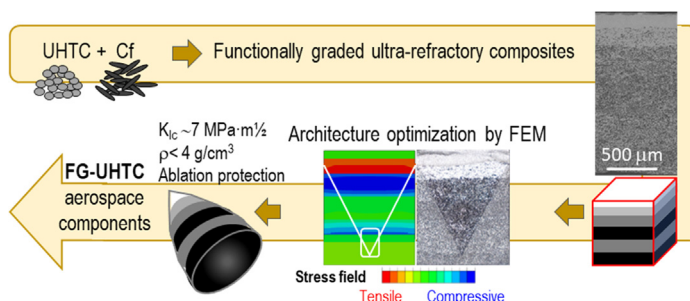 UHTC + Cf
Functionally graded ultra-refractory composites
500 µm
K_Ic ~7 MPa·m½
ρ< 4 g/cm³
Ablation protection
Architecture optimization by FEM
FG-UHTC
aerospace
components
Stress field
Tensile
Compressive